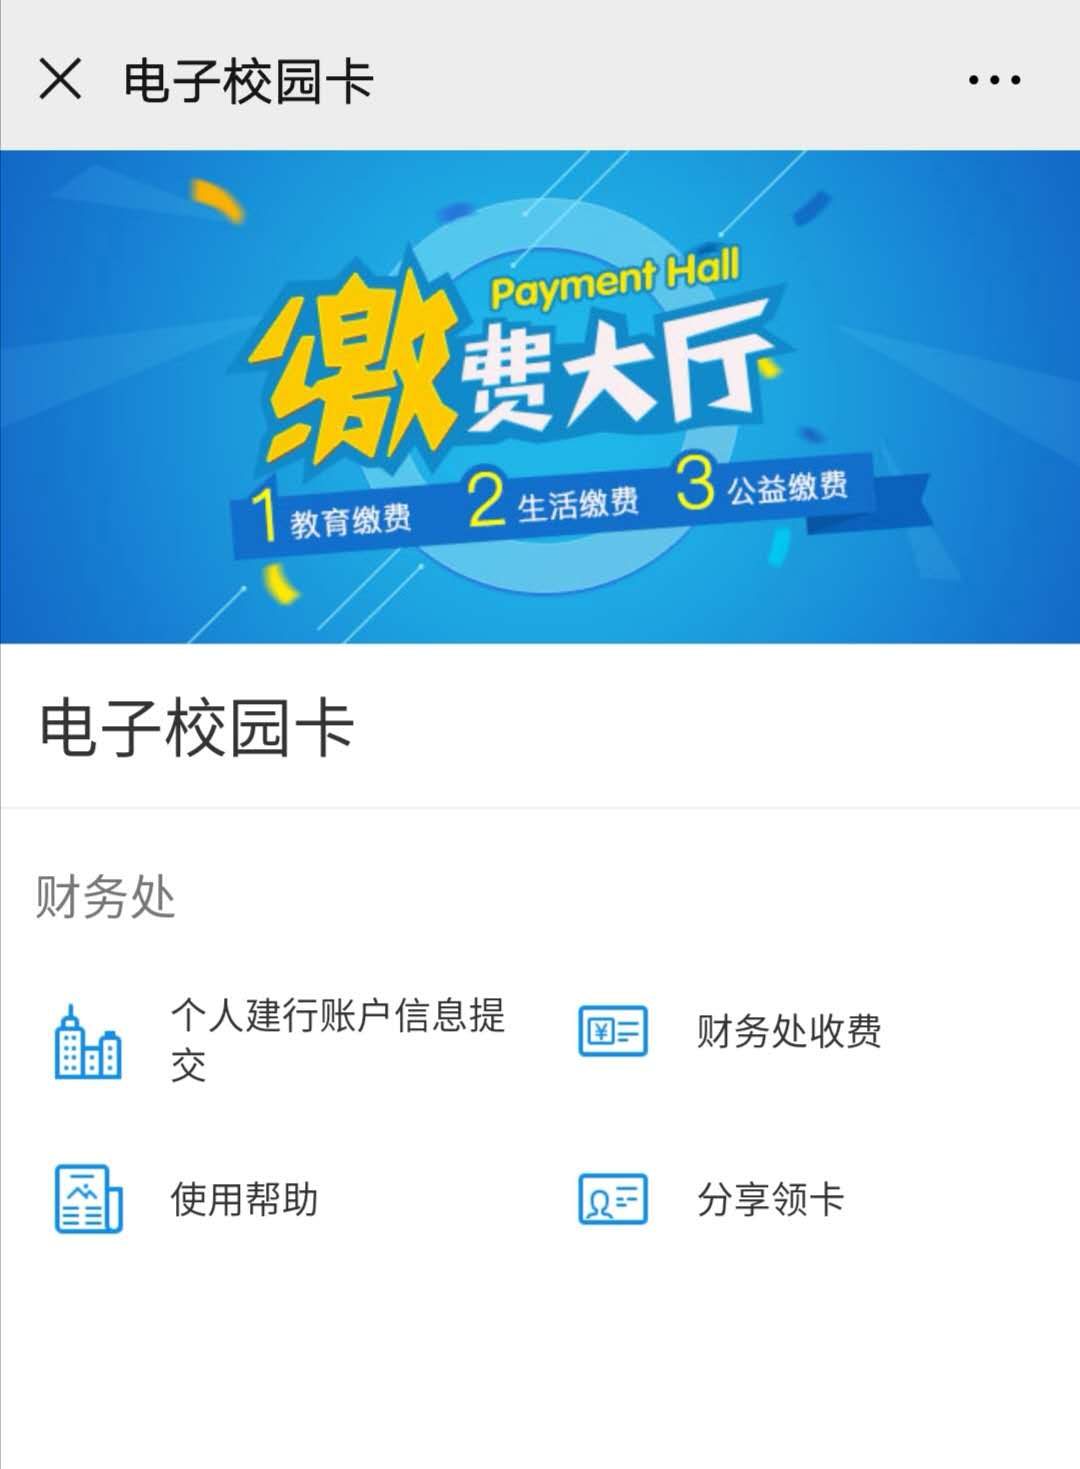 电子校园卡
Payment Hall
缴费大厅
1 教育缴费 2 生活缴费 3 公益缴费
电子校园卡
财务处
个人建行账户信息提
交
财务处收费
使用帮助
分享领卡